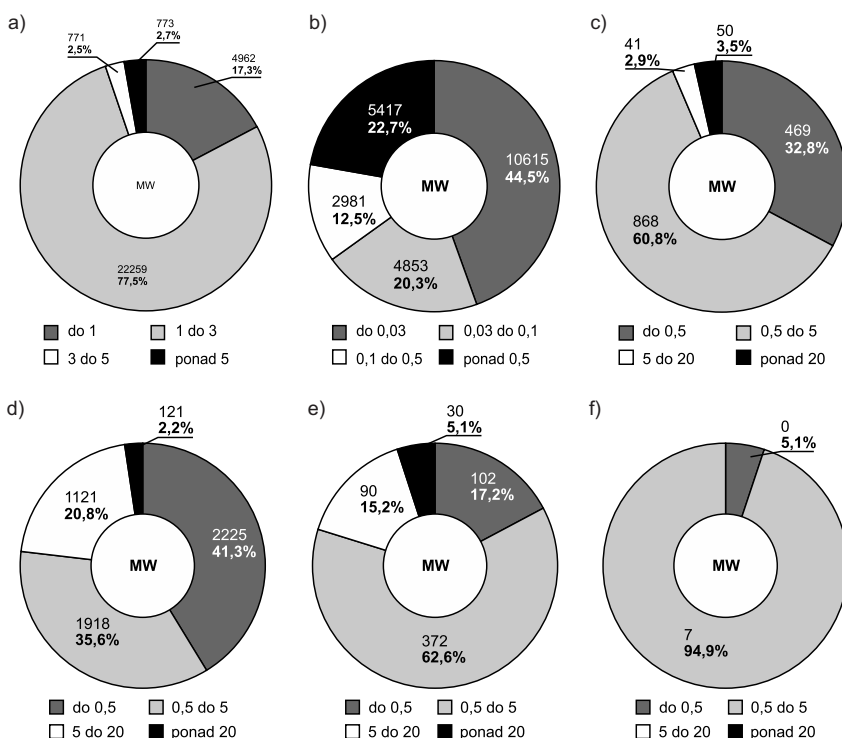 a)
771
2,5%
773
2,7%
4962
17,3%
MW
22259
77,5%
do 1
1 do 3
3 do 5
ponad 5
b)
5417
22,7%
10615
44,5%
2981
12,5%
MW
4853
20,3%
do 0,03
0,03 do 0,1
0,1 do 0,5
ponad 0,5
c)
41
2,9%
50
3,5%
469
32,8%
MW
868
60,8%
do 0,5
0,5 do 5
5 do 20
ponad 20
d)
121
2,2%
1121
20,8%
2225
41,3%
MW
1918
35,6%
do 0,5
0,5 do 5
5 do 20
ponad 20
e)
30
5,1%
102
17,2%
90
15,2%
MW
372
62,6%
do 0,5
0,5 do 5
5 do 20
ponad 20
f)
0
5,1%
MW
7
94,9%
do 0,5
0,5 do 5
5 do 20
ponad 20